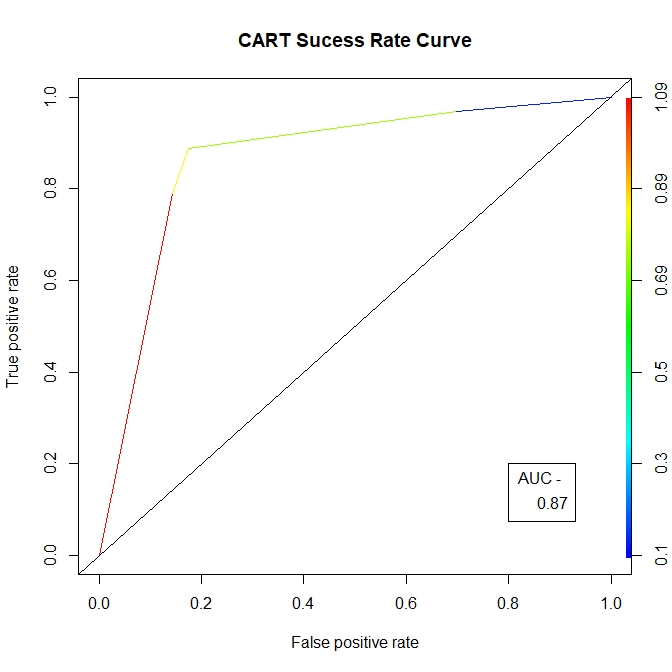 CART Sucess Rate Curve
True positive rate
1.0
0.8
0.6
0.4
0.2
0.0
1.09
0.89
0.69
0.5
0.3
0.1
AUC -
0.87
0.0 0.2 0.4 0.6 0.8 1.0
False positive rate